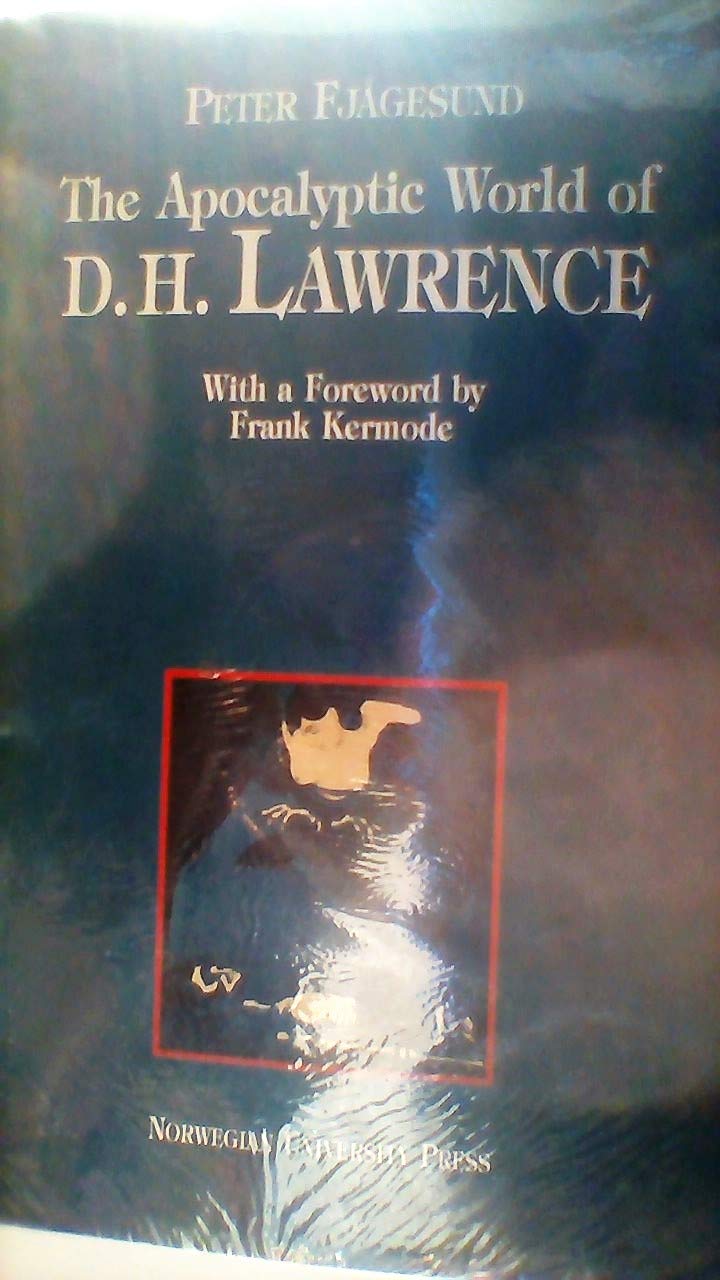 PETER FJÅGESUND
The Apocalyptic World of
D.H. LAWRENCE
With a Foreword by
Frank Kermode
NORWEGIAN UNIVERSITY PRESS